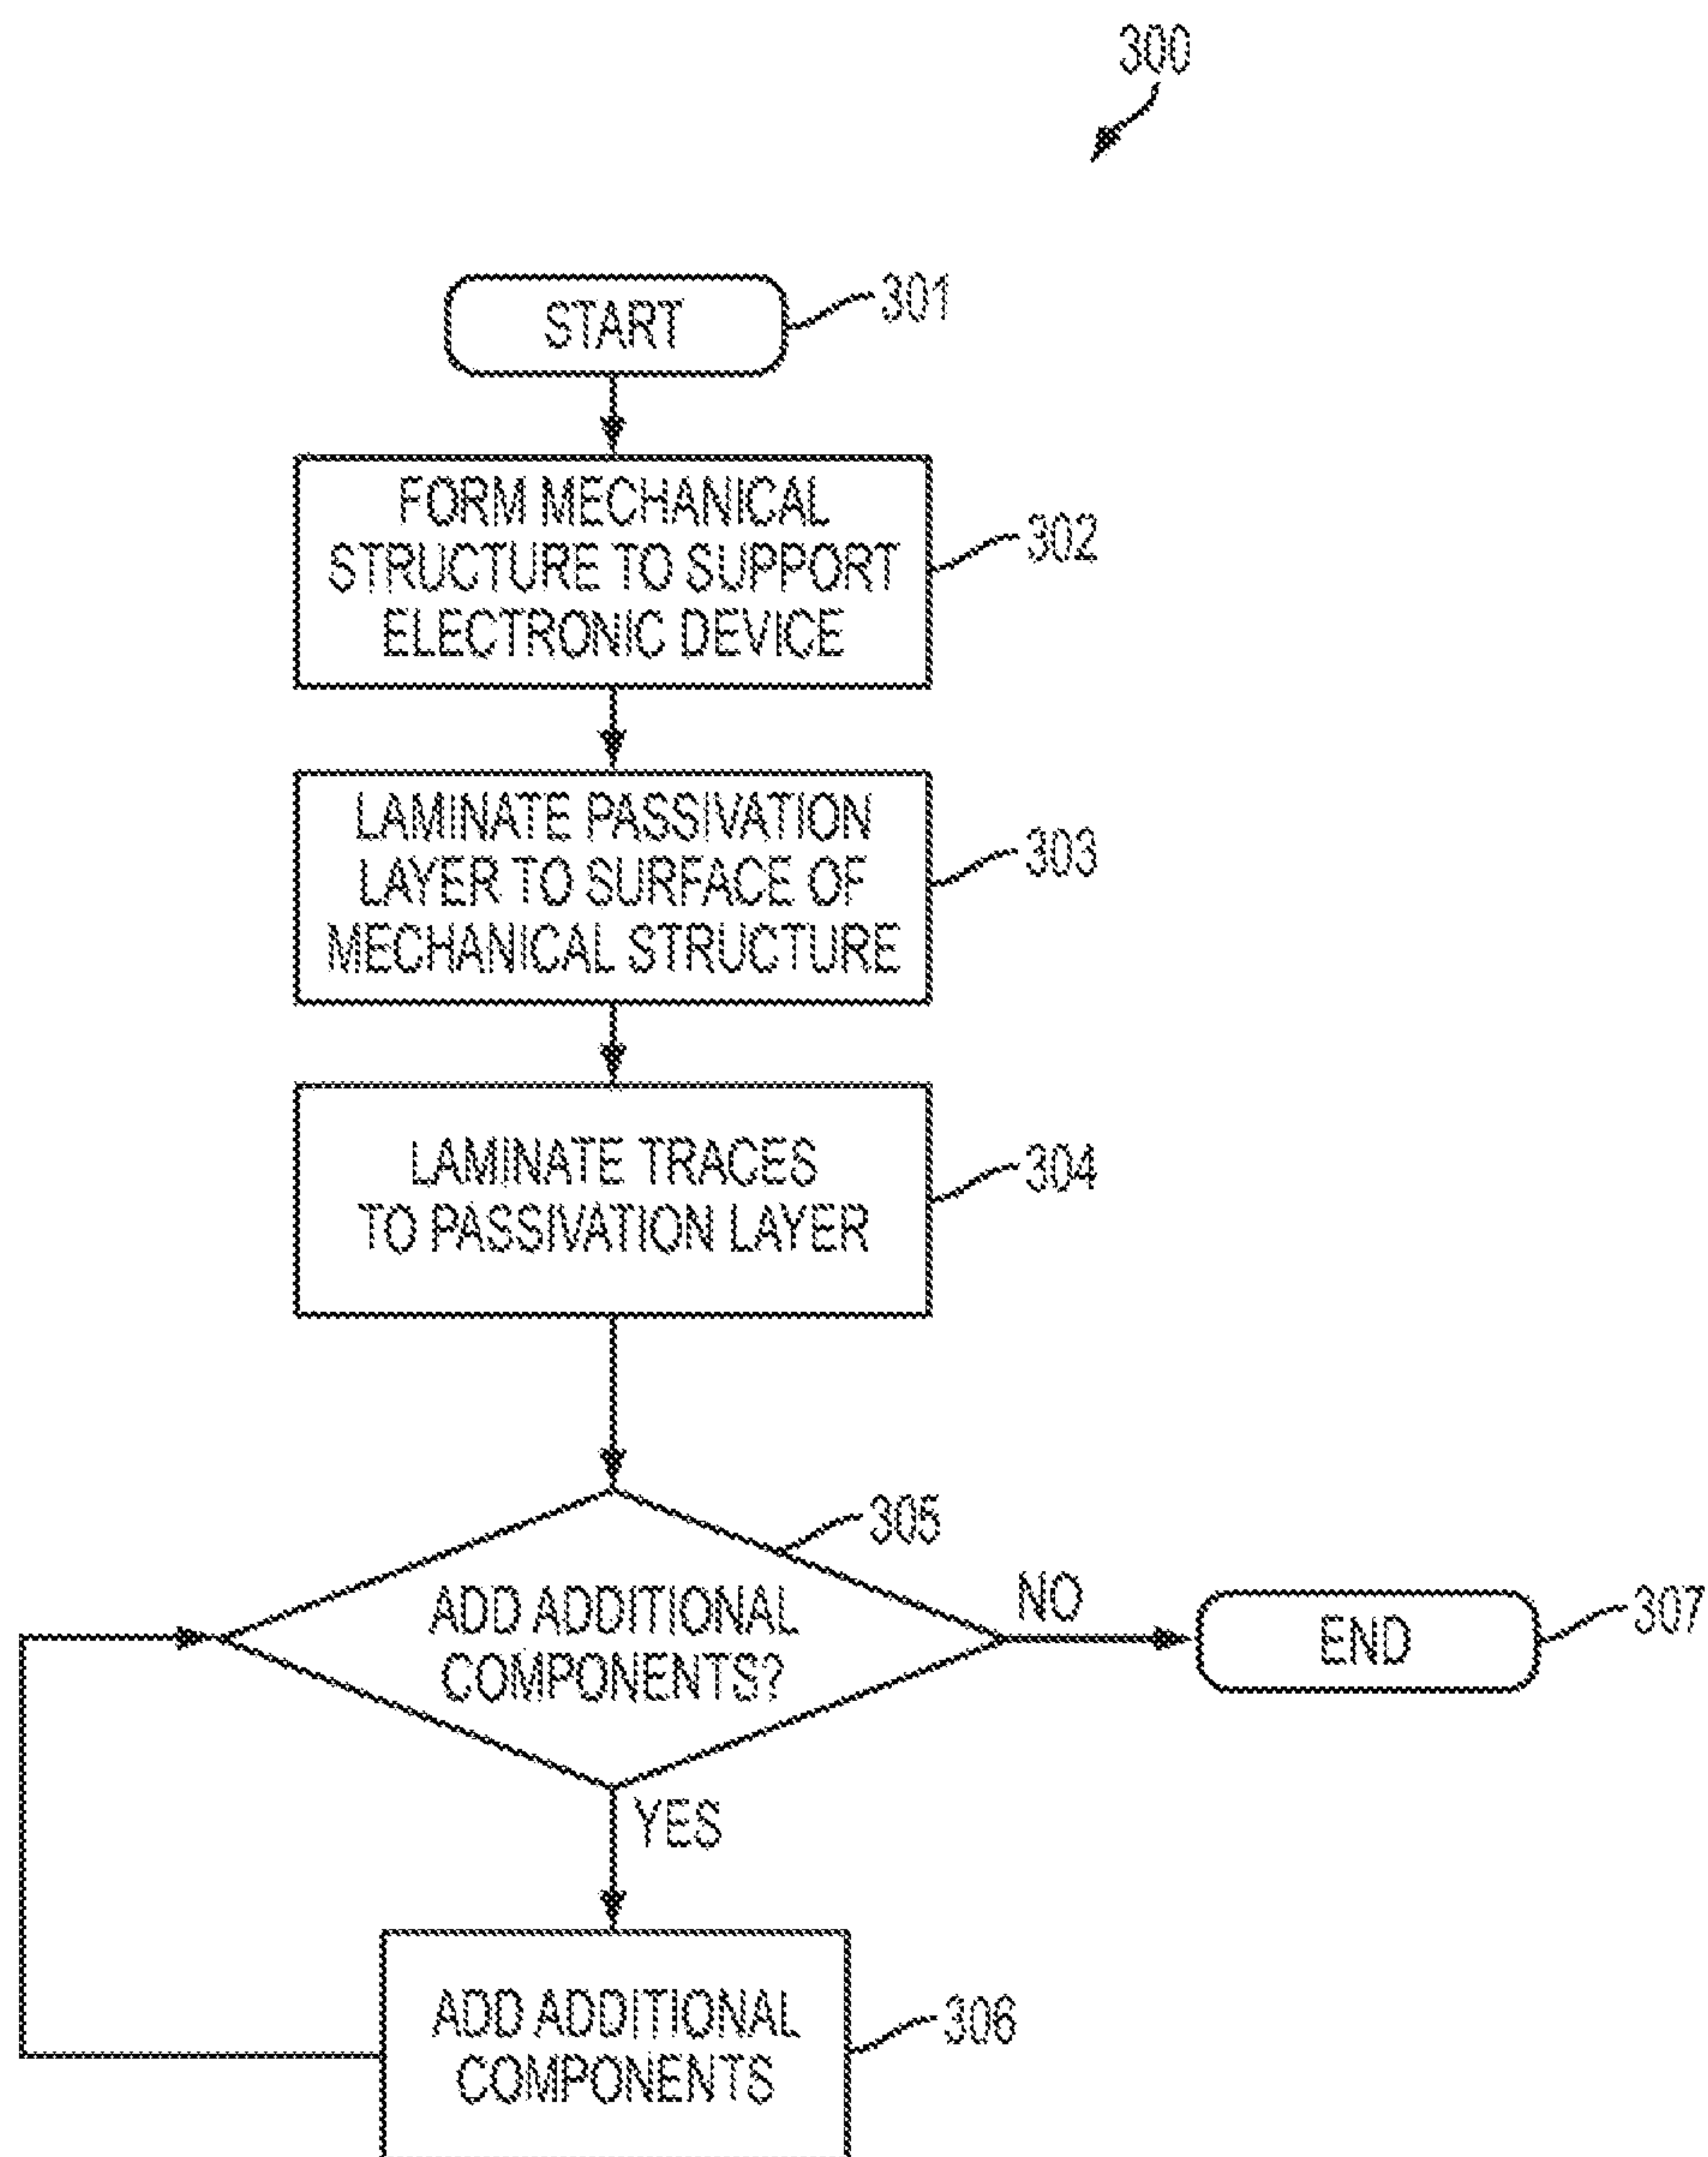 300
START
301
FORM MECHANICAL
STRUCTURE TO SUPPORT
ELECTRONIC DEVICE
302
LAMINATE PASSIVATION
LAYER TO SURFACE OF
MECHANICAL STRUCTURE
303
LAMINATE TRACES
TO PASSIVATION LAYER
304
305
ADD ADDITIONAL
COMPONENTS?
NO
END
307
YES
ADD ADDITIONAL
COMPONENTS
306